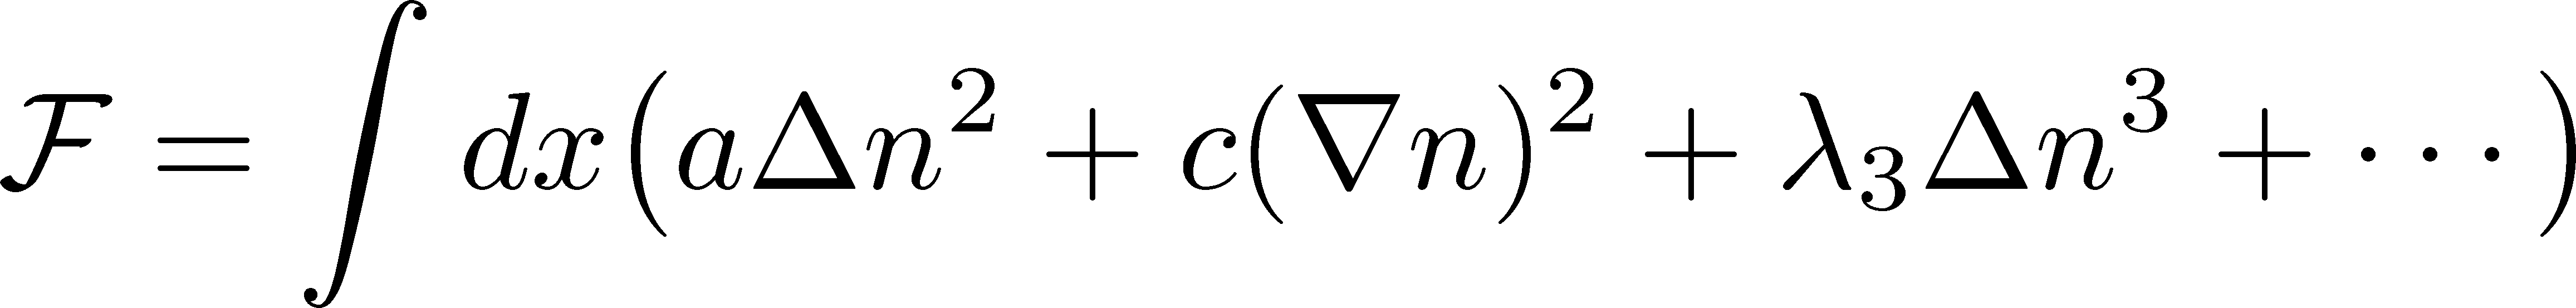 ℱ = ∫ dx(aΔn² + c(∇n)² + λ₃Δn³ + ⋯)